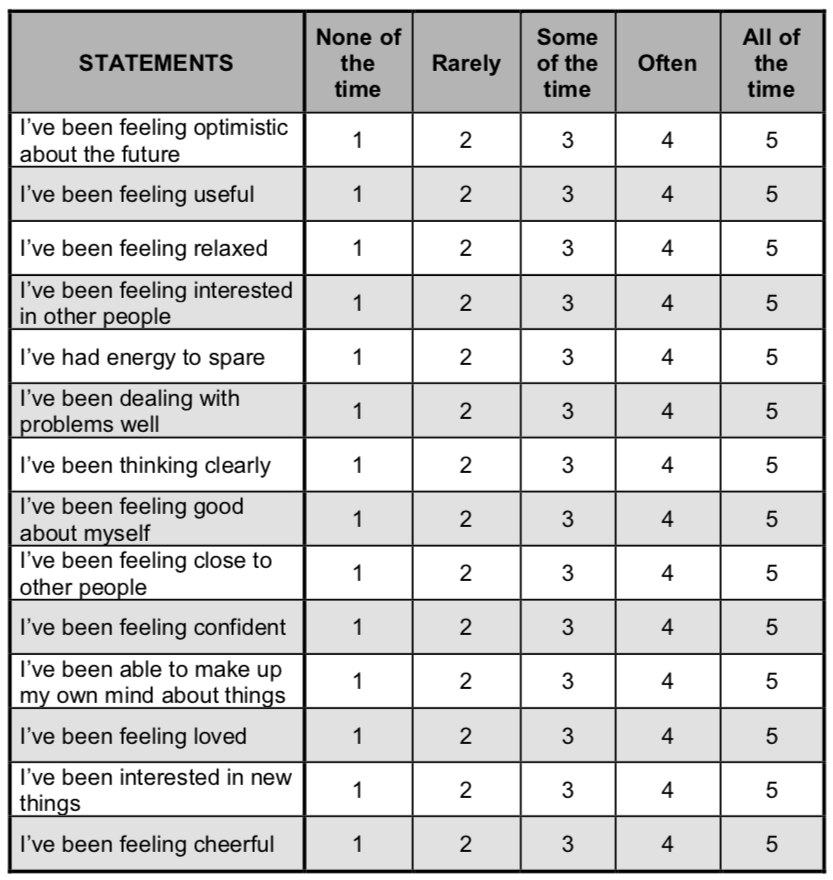 STATEMENTS None of the time Rarely Some of the time Often All of the time
I've been feeling optimistic
about the future 1 2 3 4 5
I've been feeling useful 1 2 3 4 5
I've been feeling relaxed 1 2 3 4 5
I've been feeling interested
in other people 1 2 3 4 5
I've had energy to spare 1 2 3 4 5
I've been dealing with
problems well 1 2 3 4 5
I've been thinking clearly 1 2 3 4 5
I've been feeling good
about myself 1 2 3 4 5
I've been feeling close to
other people 1 2 3 4 5
I've been feeling confident 1 2 3 4 5
I've been able to make up
my own mind about things 1 2 3 4 5
I've been feeling loved 1 2 3 4 5
I've been interested in new
things 1 2 3 4 5
I've been feeling cheerful 1 2 3 4 5